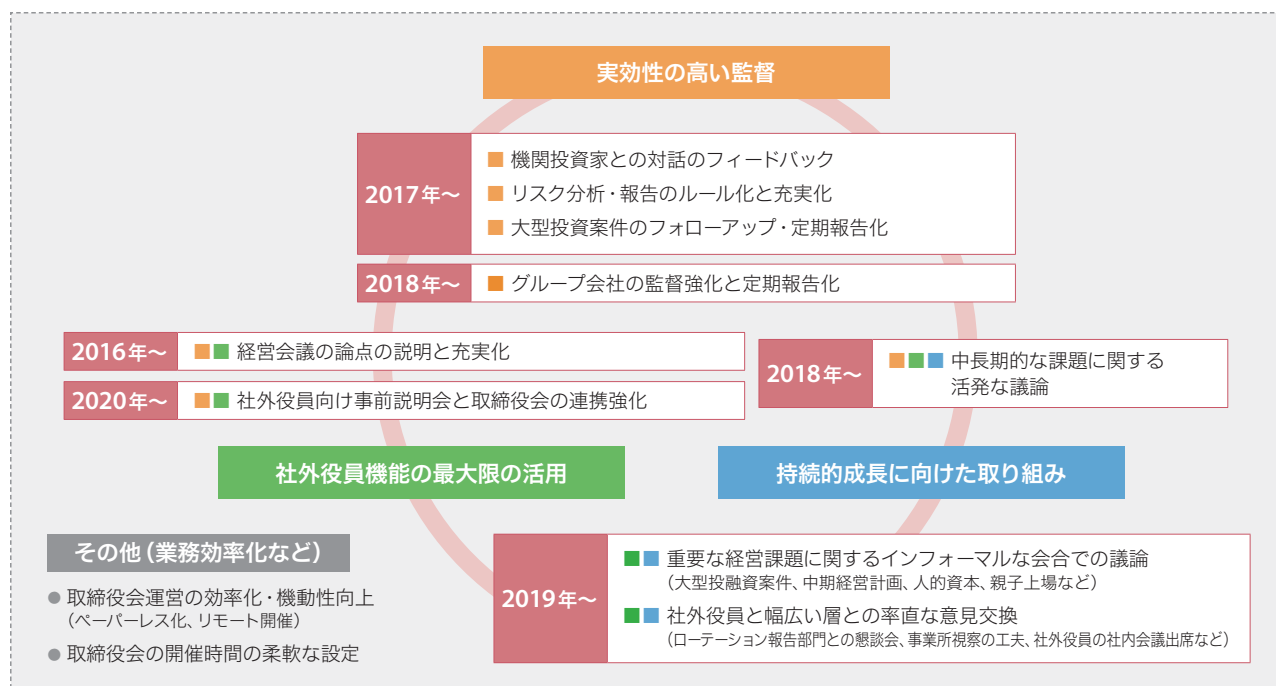 実効性の高い監督
2017年～
機関投資家との対話のフィードバック
リスク分析・報告のルール化と充実化
大型投資案件のフォローアップ・定期報告化
2018年～
グループ会社の監督強化と定期報告化
2016年～
経営会議の論点の説明と充実化
2020年～
社外役員向け事前説明会と取締役会の連携強化
2018年～
中長期的な課題に関する
活発な議論
社外役員機能の最大限の活用
持続的成長に向けた取り組み
その他（業務効率化など）
● 取締役会運営の効率化・機動性向上
（ペーパーレス化、リモート開催）
● 取締役会の開催時間の柔軟な設定
2019年～
重要な経営課題に関するインフォーマルな会合での議論
（大型投融資案件、中期経営計画、人的資本、親子上場など）
社外役員と幅広い層との率直な意見交換
（ローテーション報告部門との懇談会、事業所視察の工夫、社外役員の社内会議出席など）